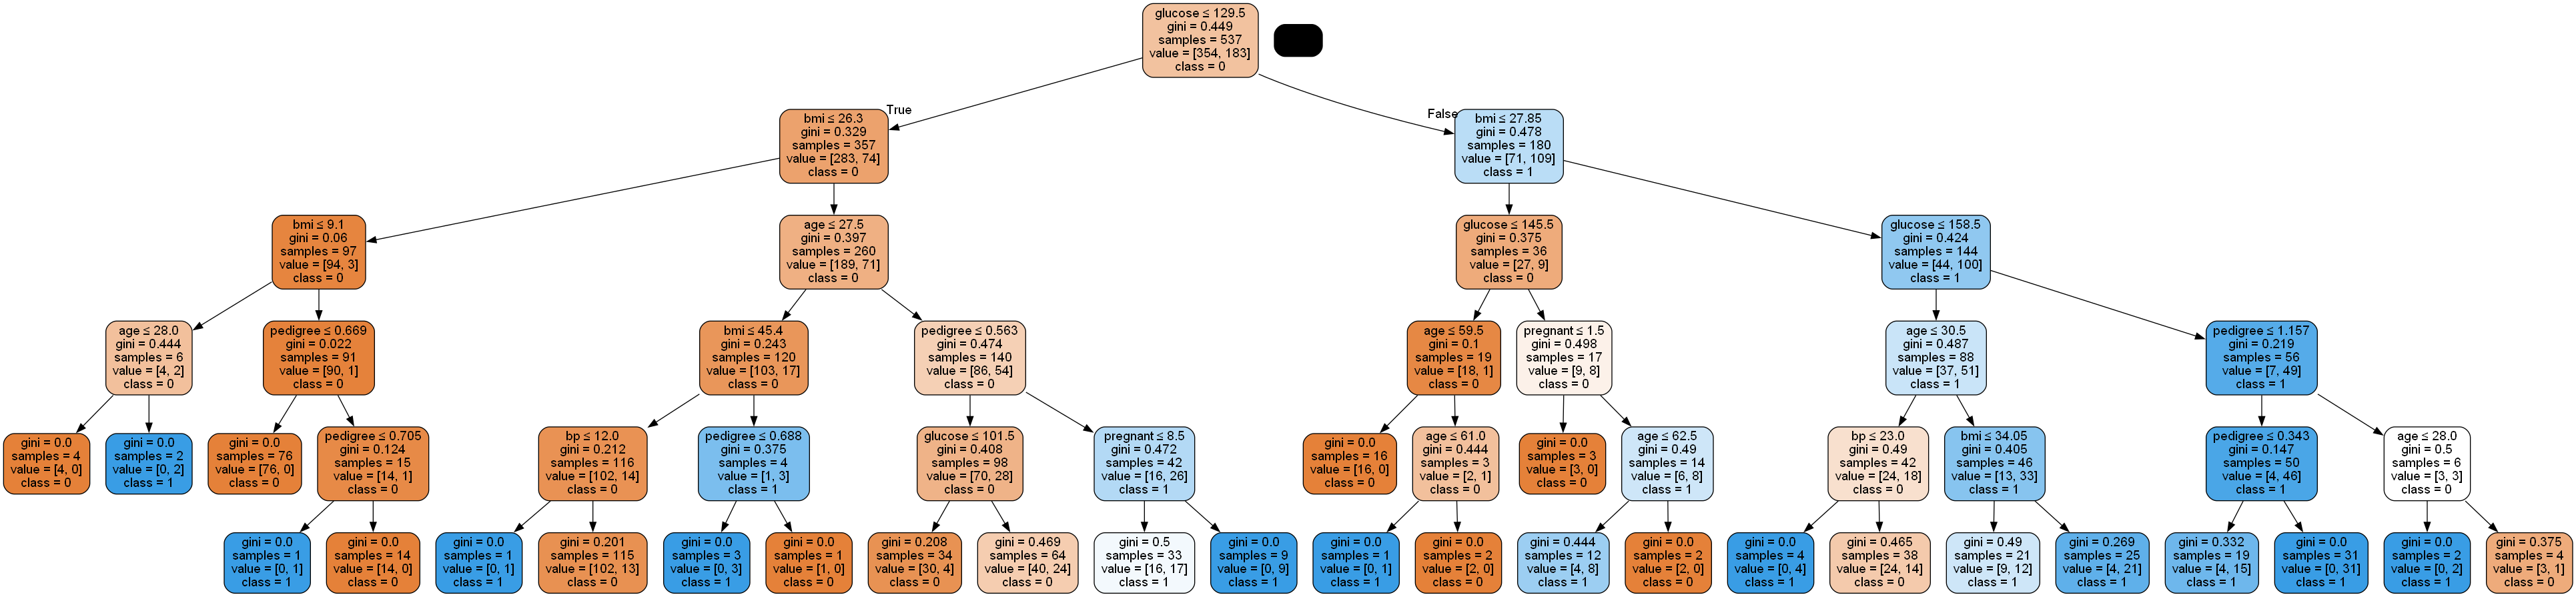 glucose ≤ 129.5
gini = 0.449
samples = 537
value = [354, 183]
class = 0
True
False
bmi ≤ 26.3
gini = 0.329
samples = 357
value = [283, 74]
class = 0
bmi ≤ 27.85
gini = 0.478
samples = 180
value = [71, 109]
class = 1
bmi ≤ 9.1
gini = 0.06
samples = 97
value = [94, 3]
class = 0
age ≤ 27.5
gini = 0.397
samples = 260
value = [189, 71]
class = 0
glucose ≤ 145.5
gini = 0.375
samples = 36
value = [27, 9]
class = 0
glucose ≤ 158.5
gini = 0.424
samples = 144
value = [44, 100]
class = 1
age ≤ 28.0
gini = 0.444
samples = 6
value = [4, 2]
class = 0
pedigree ≤ 0.669
gini = 0.022
samples = 91
value = [90, 1]
class = 0
bmi ≤ 45.4
gini = 0.243
samples = 120
value = [103, 17]
class = 0
pedigree ≤ 0.563
gini = 0.474
samples = 140
value = [86, 54]
class = 0
age ≤ 59.5
gini = 0.1
samples = 19
value = [18, 1]
class = 0
pregnant ≤ 1.5
gini = 0.498
samples = 17
value = [9, 8]
class = 0
age ≤ 30.5
gini = 0.487
samples = 88
value = [37, 51]
class = 1
pedigree ≤ 1.157
gini = 0.219
samples = 56
value = [7, 49]
class = 1
gini = 0.0
samples = 4
value = [4, 0]
class = 0
gini = 0.0
samples = 2
value = [0, 2]
class = 1
gini = 0.0
samples = 76
value = [76, 0]
class = 0
pedigree ≤ 0.705
gini = 0.124
samples = 15
value = [14, 1]
class = 0
bp ≤ 12.0
gini = 0.212
samples = 116
value = [102, 14]
class = 0
pedigree ≤ 0.688
gini = 0.375
samples = 4
value = [1, 3]
class = 1
glucose ≤ 101.5
gini = 0.408
samples = 98
value = [70, 28]
class = 0
pregnant ≤ 8.5
gini = 0.472
samples = 42
value = [16, 26]
class = 1
gini = 0.0
samples = 16
value = [16, 0]
class = 0
age ≤ 61.0
gini = 0.444
samples = 3
value = [2, 1]
class = 0
gini = 0.0
samples = 3
value = [3, 0]
class = 0
age ≤ 62.5
gini = 0.49
samples = 14
value = [6, 8]
class = 1
bp ≤ 23.0
gini = 0.49
samples = 42
value = [24, 18]
class = 0
bmi ≤ 34.05
gini = 0.405
samples = 46
value = [13, 33]
class = 1
pedigree ≤ 0.343
gini = 0.147
samples = 50
value = [4, 46]
class = 1
age ≤ 28.0
gini = 0.5
samples = 6
value = [3, 3]
class = 0
gini = 0.0
samples = 1
value = [0, 1]
class = 1
gini = 0.0
samples = 14
value = [14, 0]
class = 0
gini = 0.0
samples = 1
value = [0, 1]
class = 1
gini = 0.201
samples = 115
value = [102, 13]
class = 0
gini = 0.0
samples = 3
value = [0, 3]
class = 1
gini = 0.0
samples = 1
value = [1, 0]
class = 0
gini = 0.208
samples = 34
value = [30, 4]
class = 0
gini = 0.469
samples = 64
value = [40, 24]
class = 0
gini = 0.5
samples = 33
value = [16, 17]
class = 1
gini = 0.0
samples = 9
value = [0, 9]
class = 1
gini = 0.0
samples = 1
value = [0, 1]
class = 1
gini = 0.0
samples = 2
value = [2, 0]
class = 0
gini = 0.444
samples = 12
value = [4, 8]
class = 1
gini = 0.0
samples = 2
value = [2, 0]
class = 0
gini = 0.0
samples = 4
value = [0, 4]
class = 1
gini = 0.465
samples = 38
value = [24, 14]
class = 0
gini = 0.49
samples = 21
value = [9, 12]
class = 1
gini = 0.269
samples = 25
value = [4, 21]
class = 1
gini = 0.332
samples = 19
value = [4, 15]
class = 1
gini = 0.0
samples = 31
value = [0, 31]
class = 1
gini = 0.0
samples = 2
value = [0, 2]
class = 1
gini = 0.375
samples = 4
value = [3, 1]
class = 0